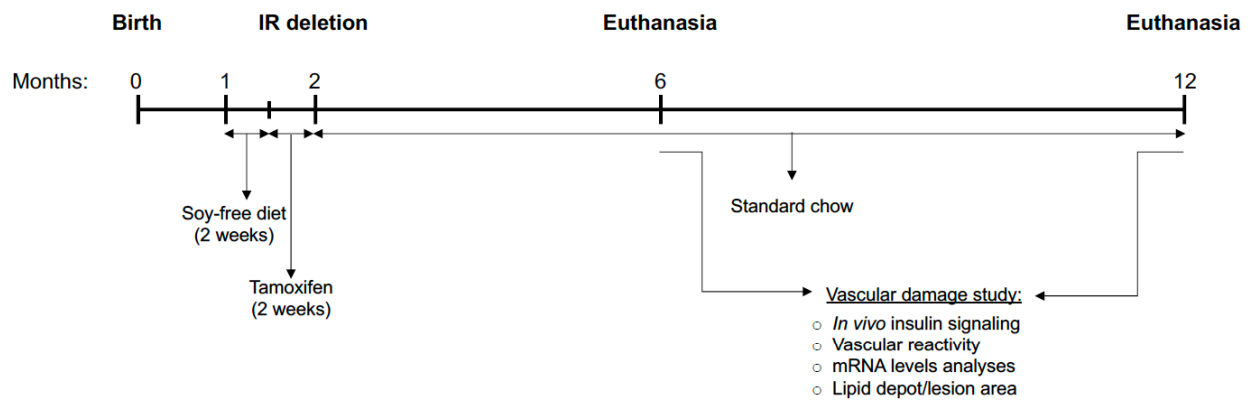 Birth IR deletion Euthanasia Euthanasia
Months: 0 1 2 6 12
Soy-free diet
(2 weeks)
Standard chow
Tamoxifen
(2 weeks)
Vascular damage study:
○ In vivo insulin signaling
○ Vascular reactivity
○ mRNA levels analyses
○ Lipid depot/lesion area